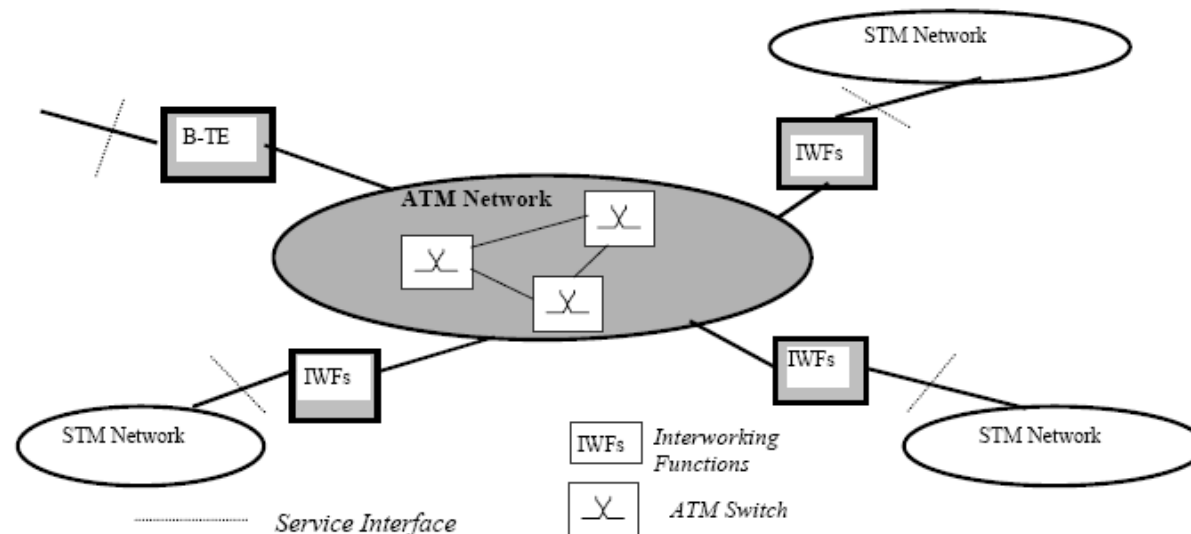 STM Network
B-TE
IWFs
ATM Network
IWFs
IWFs
STM Network
STM Network
IWFs
Interworking
Functions
ATM Switch
Service Interface